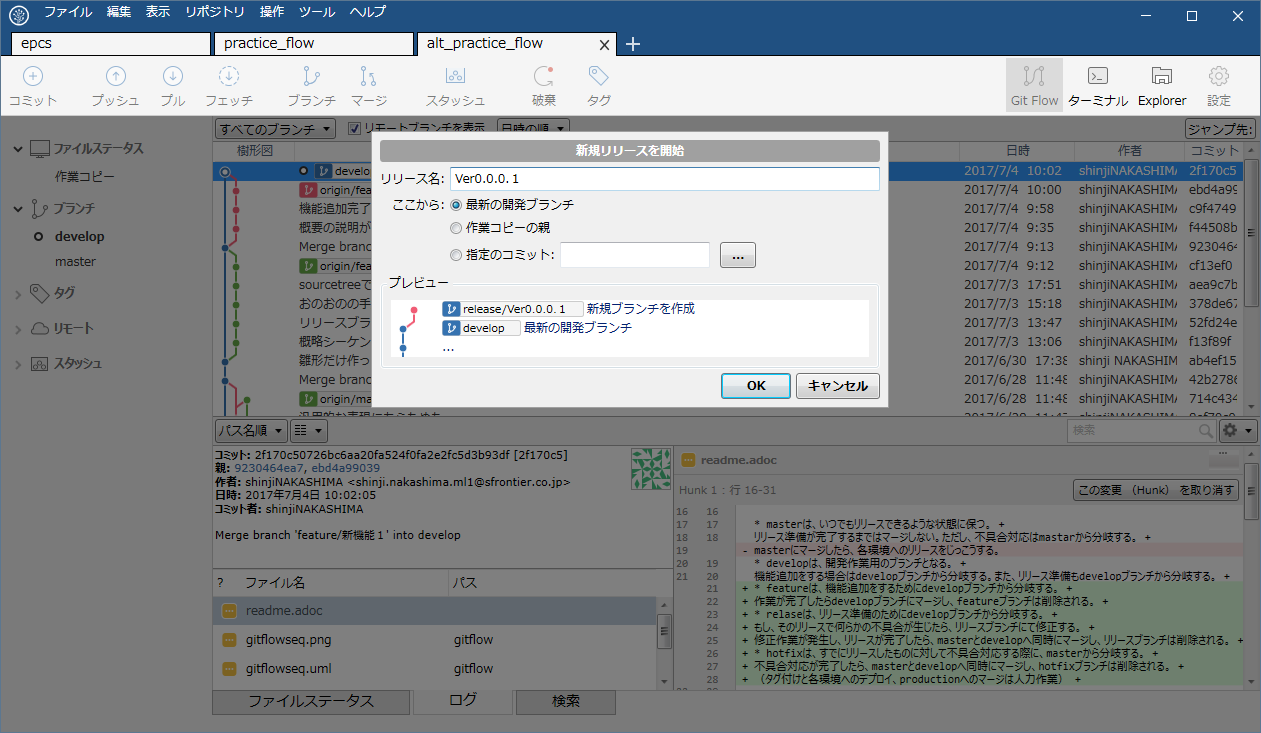 ファイル 編集 表示 リポジトリ 操作 ツール ヘルプ
epcs practice_flow alt_practice_flow
コミット プッシュ プル フェッチ ブランチ マージ スタッシュ 破棄 タグ Git Flow ターミナル Explorer 設定
すべてのブランチ リモートブランチを表示 日時の順 ジャンプ先:
樹形図 日時 作者 コミット
ファイルステータス
作業コピー
ブランチ
develop
master
タグ
リモート
スタッシュ
develo 2017/7/4 10:02 shinjiNAKASHIMA 2f170c5
origin/fea 2017/7/4 10:00 shinjiNAKASHIMA ebd4a99
機能追加完了 2017/7/4 9:58 shinjiNAKASHIMA c9f4749
概要の説明が 2017/7/4 9:35 shinjiNAKASHIMA f44508b
Merge branc 2017/7/4 9:13 shinjiNAKASHIMA 9230464
origin/fea 2017/7/4 9:12 shinjiNAKASHIMA cf13ef0
sourcetreeで 2017/7/3 17:51 shinjiNAKASHIMA aea9c7b
おのおのの手 2017/7/3 15:18 shinjiNAKASHIMA 378de67
リリースブラ 2017/7/3 13:47 shinjiNAKASHIMA 52fd24e
概略シーケン 2017/7/3 13:06 shinjiNAKASHIMA f13f89f
雛形だけ作っ 2017/6/30 17:38 shinji NAKASHIM ab4ef15
Merge branc 2017/6/28 11:48 shinjiNAKASHIMA 42b2786
origin/ma 2017/6/28 11:48 shinjiNAKASHIMA 714c434
新規リリースを開始
リリース名: Ver0.0.0.1
ここから: 最新の開発ブランチ
作業コピーの親
指定のコミット: ...
プレビュー
release/Ver0.0.0.1 新規ブランチを作成
develop 最新の開発ブランチ
...
OK キャンセル
パス名順 検索
コミット: 2f170c50726bc6aa20fa524f0fa2e2fc5d3b93df [2f170c5]
親: 9230464ea7, ebd4a99039
作者: shinjiNAKASHIMA <shinji.nakashima.ml1@sfrontier.co.jp>
日時: 2017年7月4日 10:02:05
コミット者: shinjiNAKASHIMA
Merge branch 'feature/新機能１' into develop
? ファイル名 パス
readme.adoc
gitflowseq.png gitflow
gitflowseq.uml gitflow
readme.adoc
Hunk 1 : 行 16-31 この変更 （Hunk） を取り消す
16 16
17 17 * masterは、いつでもリリースできるような状態に保つ。 +
18 18 リリース準備が完了するまではマージしない。ただし、不具合対応はmastarから分岐する。 +
19 - masterにマージしたら、各環境へのリリースをじっこうする。
20 19 * developは、開発作業用のブランチとなる。 +
21 20 機能追加をする場合はdevelopブランチから分岐する。また、リリース準備もdevelopブランチから分岐する。 +
21 + * featureは、機能追加をするためにdevelopブランチから分岐する。 +
22 + 作業が完了したらdevelopブランチにマージし、featureブランチは削除される。 +
23 + * relaseは、リリース準備のためにdevelopブランチから分岐する。 +
24 + もし、そのリリースで何らかの不具合が生じたら、リリースブランチにて修正する。 +
25 + 修正作業が発生し、リリースが完了したら、masterとdevelopへ同時にマージし、リリースブランチは削除される。 +
26 + * hotfixは、すでにリリースしたものに対して不具合対応する際に、masterから分岐する。 +
27 + 不具合対応が完了したら、masterとdevelopへ同時にマージし、hotfixブランチは削除される。 +
28 + （タグ付けと各環境へのデプロイ、productionへのマージは人力作業） +
ファイルステータス ログ 検索